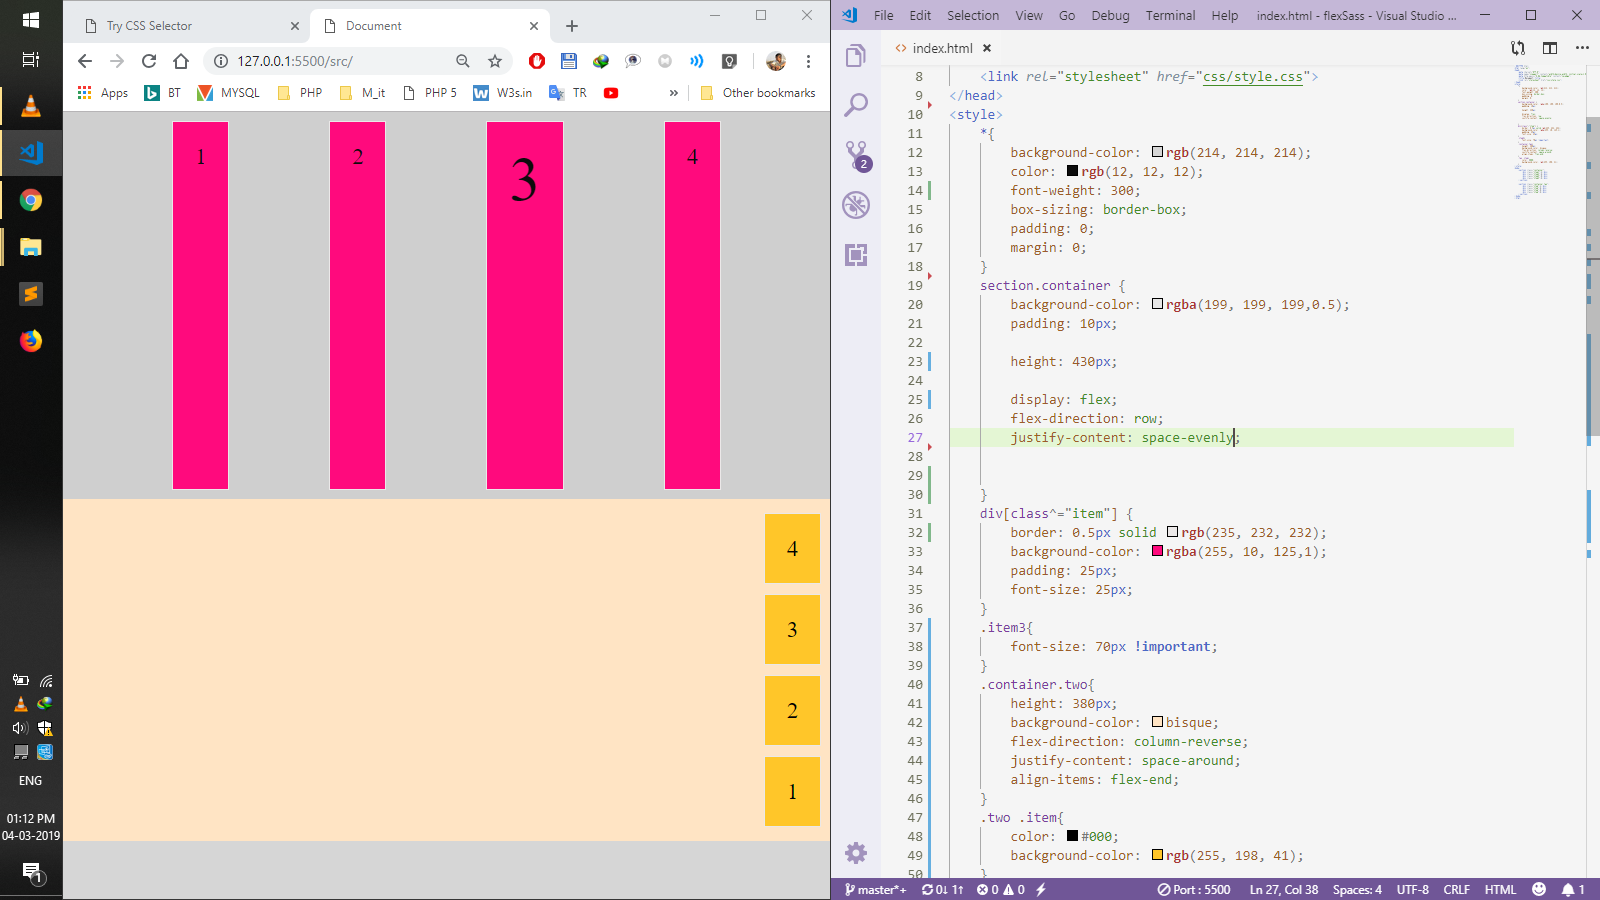 Try CSS Selector
Document
127.0.0.1:5500/src/
Apps
BT
MYSQL
PHP
M_it
PHP 5
W3s.in
TR
»
Other bookmarks
1
2
3
4
4
3
2
1
ENG
01:12 PM
04-03-2019
1
File Edit Selection View Go Debug Terminal Help
index.html - flexSass - Visual Studio ...
<> index.html
2
8 <link rel="stylesheet" href="css/style.css">
9 </head>
10 <style>
11 *{
12 background-color: rgb(214, 214, 214);
13 color: rgb(12, 12, 12);
14 font-weight: 300;
15 box-sizing: border-box;
16 padding: 0;
17 margin: 0;
18 }
19 section.container {
20 background-color: rgba(199, 199, 199,0.5);
21 padding: 10px;
22
23 height: 430px;
24
25 display: flex;
26 flex-direction: row;
27 justify-content: space-evenly;
28
29
30 }
31 div[class^="item"] {
32 border: 0.5px solid rgb(235, 232, 232);
33 background-color: rgba(255, 10, 125,1);
34 padding: 25px;
35 font-size: 25px;
36 }
37 .item3{
38 font-size: 70px !important;
39 }
40 .container.two{
41 height: 380px;
42 background-color: bisque;
43 flex-direction: column-reverse;
44 justify-content: space-around;
45 align-items: flex-end;
46 }
47 .two .item{
48 color: #000;
49 background-color: rgb(255, 198, 41);
50 }
master*+ 0↓ 1↑ 0 0 Port : 5500 Ln 27, Col 38 Spaces: 4 UTF-8 CRLF HTML 1